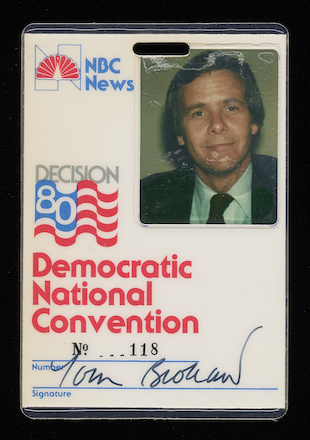 NBC
News
DECISION
80
Democratic
National
Convention
№ ...118
Number
Tom Brokaw
Signature